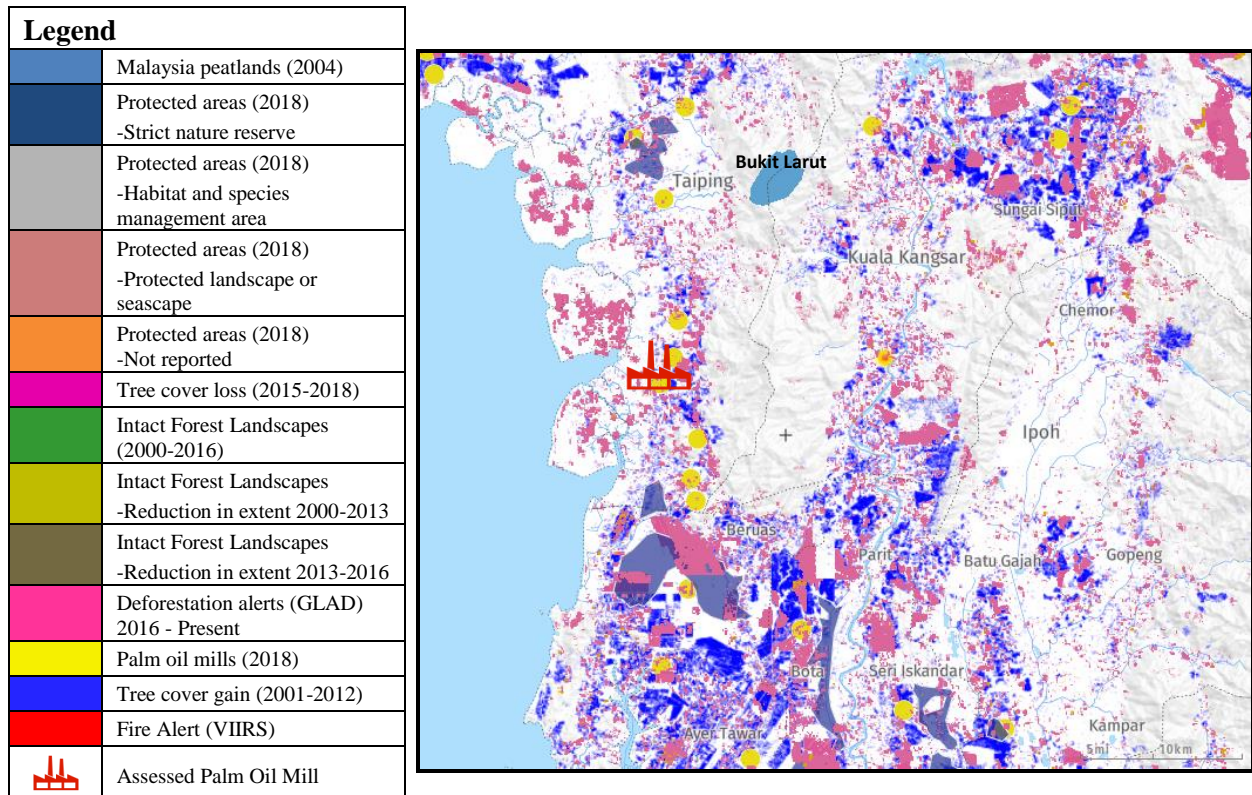 Legend
Malaysia peatlands (2004)
Protected areas (2018)
-Strict nature reserve
Protected areas (2018)
-Habitat and species
management area
Protected areas (2018)
-Protected landscape or
seascape
Protected areas (2018)
-Not reported
Tree cover loss (2015-2018)
Intact Forest Landscapes
(2000-2016)
Intact Forest Landscapes
-Reduction in extent 2000-2013
Intact Forest Landscapes
-Reduction in extent 2013-2016
Deforestation alerts (GLAD)
2016 - Present
Palm oil mills (2018)
Tree cover gain (2001-2012)
Fire Alert (VIIRS)
Assessed Palm Oil Mill
Bukit Larut
Taiping
Sungai Siput
Kuala Kangsar
Chemor
Ipoh
Beruas
Parit
Batu Gajah
Gopeng
Bota
Seri Iskandar
Ayer Tawar
Kampar
5mi
10km